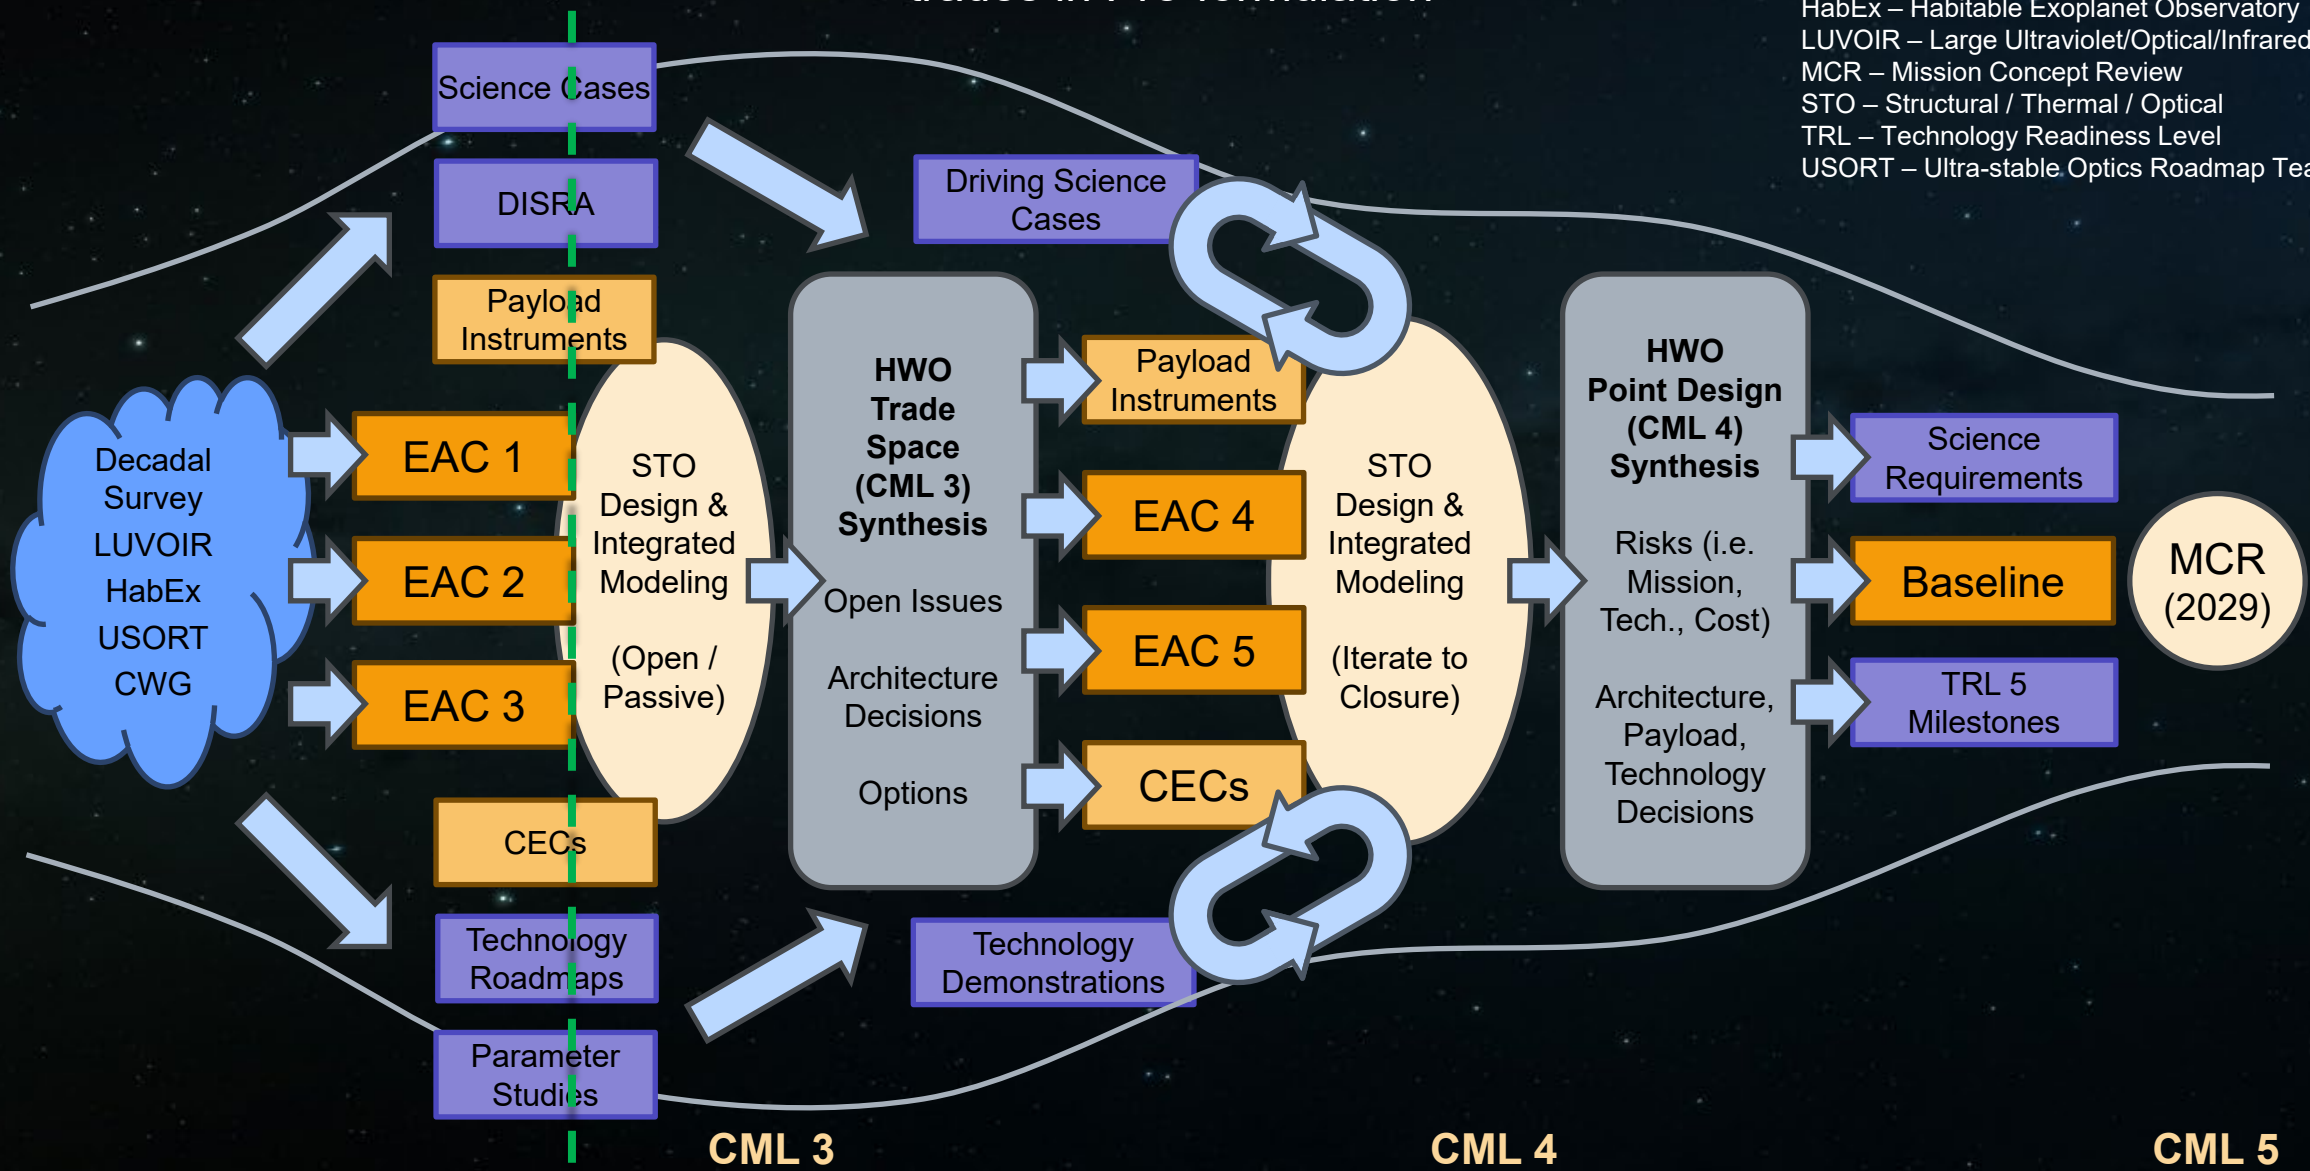 HabEx – Habitable Exoplanet Observatory
LUVOIR – Large Ultraviolet/Optical/Infrared
MCR – Mission Concept Review
STO – Structural / Thermal / Optical
TRL – Technology Readiness Level
USORT – Ultra-stable Optics Roadmap
Science Cases
DISRA
Payload
Instruments
Decadal
Survey
LUVOIR
HabEx
USORT
CWG
EAC 1
EAC 2
EAC 3
CECs
Technology
Roadmaps
Parameter
Studies
STO
Design &
Integrated
Modeling
(Open /
Passive)
HWO
Trade
Space
(CML 3)
Synthesis
Open Issues
Architecture
Decisions
Options
Driving Science
Cases
Payload
Instruments
EAC 4
EAC 5
CECs
Technology
Demonstrations
STO
Design &
Integrated
Modeling
(Iterate to
Closure)
HWO
Point Design
(CML 4)
Synthesis
Risks (i.e.
Mission,
Tech., Cost)
Architecture,
Payload,
Technology
Decisions
Science
Requirements
Baseline
TRL 5
Milestones
MCR
(2029)
CML 3
CML 4
CML 5